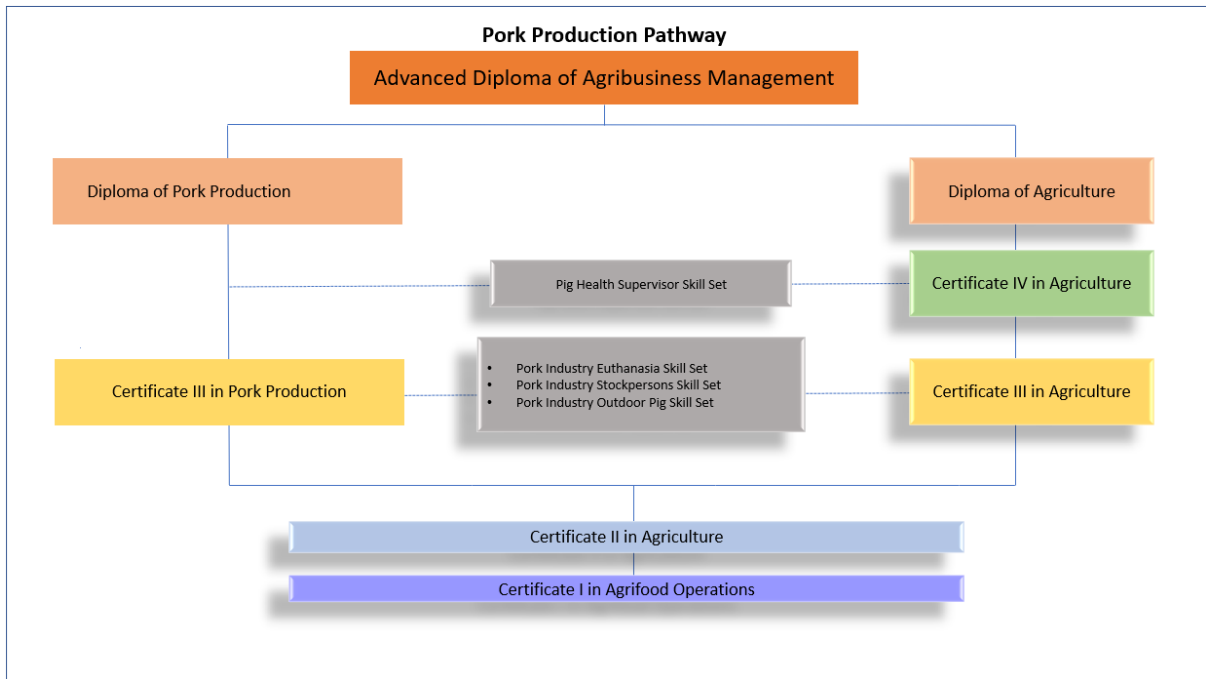 Pork Production Pathway
Advanced Diploma of Agribusiness Management
Diploma of Pork Production
Diploma of Agriculture
Pig Health Supervisor Skill Set
Certificate IV in Agriculture
Certificate III in Pork Production
• Pork Industry Euthanasia Skill Set
• Pork Industry Stockpersons Skill Set
• Pork Industry Outdoor Pig Skill Set
Certificate III in Agriculture
Certificate II in Agriculture
Certificate I in Agrifood Operations